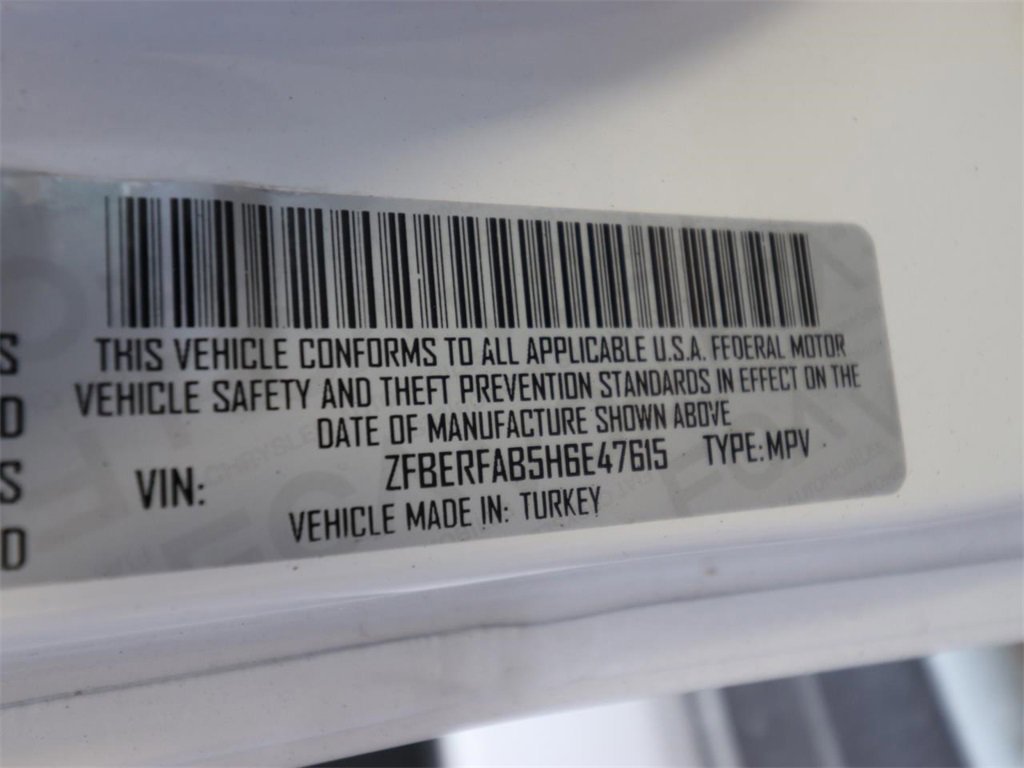 S
D
S
D
THIS VEHICLE CONFORMS TO ALL APPLICABLE U.S.A. FEDERAL MOTOR
VEHICLE SAFETY AND THEFT PREVENTION STANDARDS IN EFFECT ON THE
DATE OF MANUFACTURE SHOWN ABOVE
VIN: ZFBERFAB5H6E47615 TYPE: MPV
VEHICLE MADE IN: TURKEY